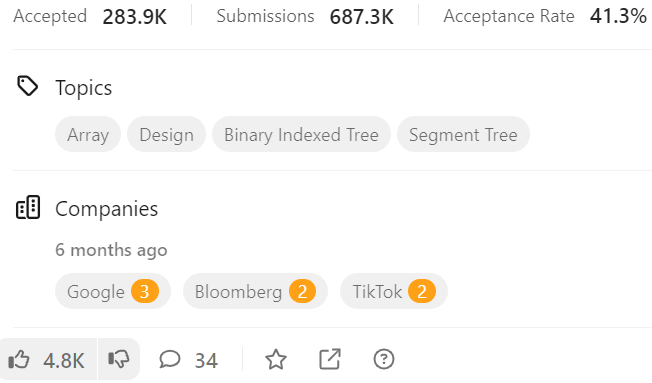 Accepted 283.9K Submissions 687.3K Acceptance Rate 41.3%
Topics
Array Design Binary Indexed Tree Segment Tree
Companies
6 months ago
Google 3 Bloomberg 2 TikTok 2
4.8K 34